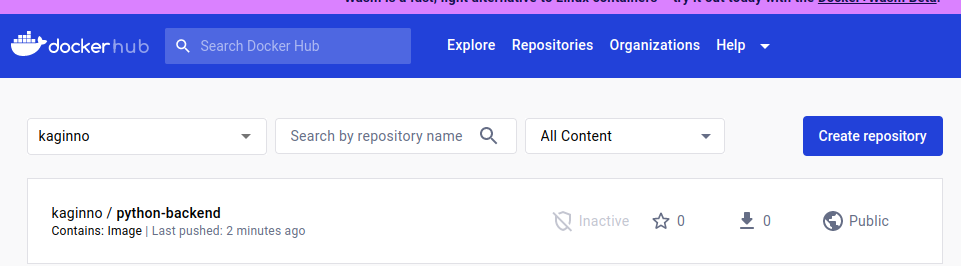 Wasm is a fast, light alternative to Linux containers — try it out today with the Docker+Wasm Beta.
dockerhub Search Docker Hub Explore Repositories Organizations Help
kaginno Search by repository name All Content Create repository
kaginno / python-backend Inactive 0 0 Public
Contains: Image | Last pushed: 2 minutes ago